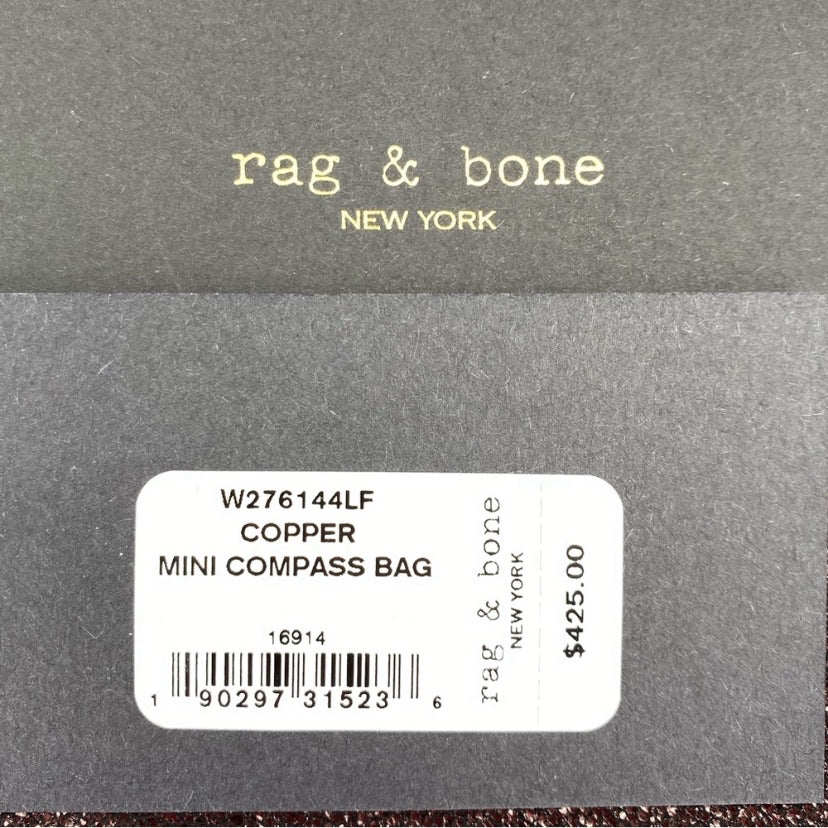 rag & bone
NEW YORK
W276144LF
COPPER
MINI COMPASS BAG
16914
1 90297 31523 6
rag & bone
NEW YORK
$425.00